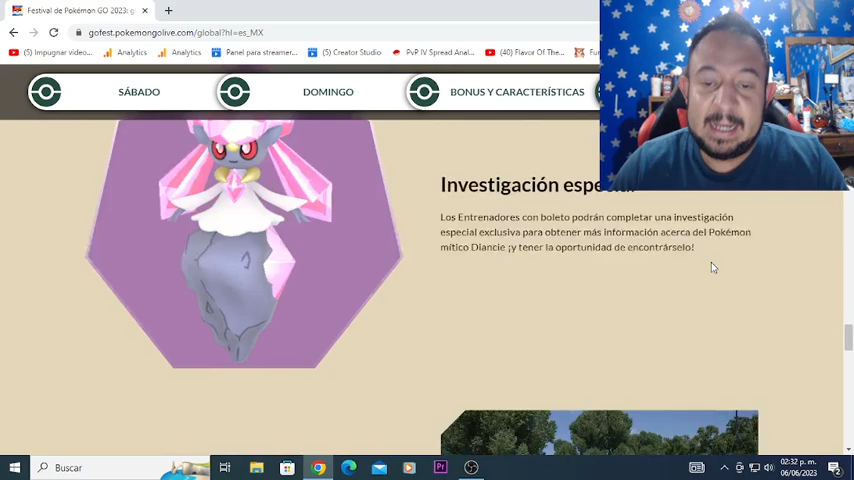 Festival de Pokémon GO 2023: g
gofest.pokemongolive.com/global?hl=es_MX
(5) Impugnar videos...
Analytics
Analytics
Panel para streamer...
(5) Creator Studio
PvP IV Spread Anal...
(40) Flavor Of The...
SÁBADO
DOMINGO
BONUS Y CARACTERÍSTICAS
Investigación
Los Entrenadores con boleto podrán completar una investigación
especial exclusiva para obtener más información acerca del Pokémon
mítico Diancie ¡y tener la oportunidad de encontrárselo!
Buscar
Pr
02:32 p. m.
06/06/2023
2